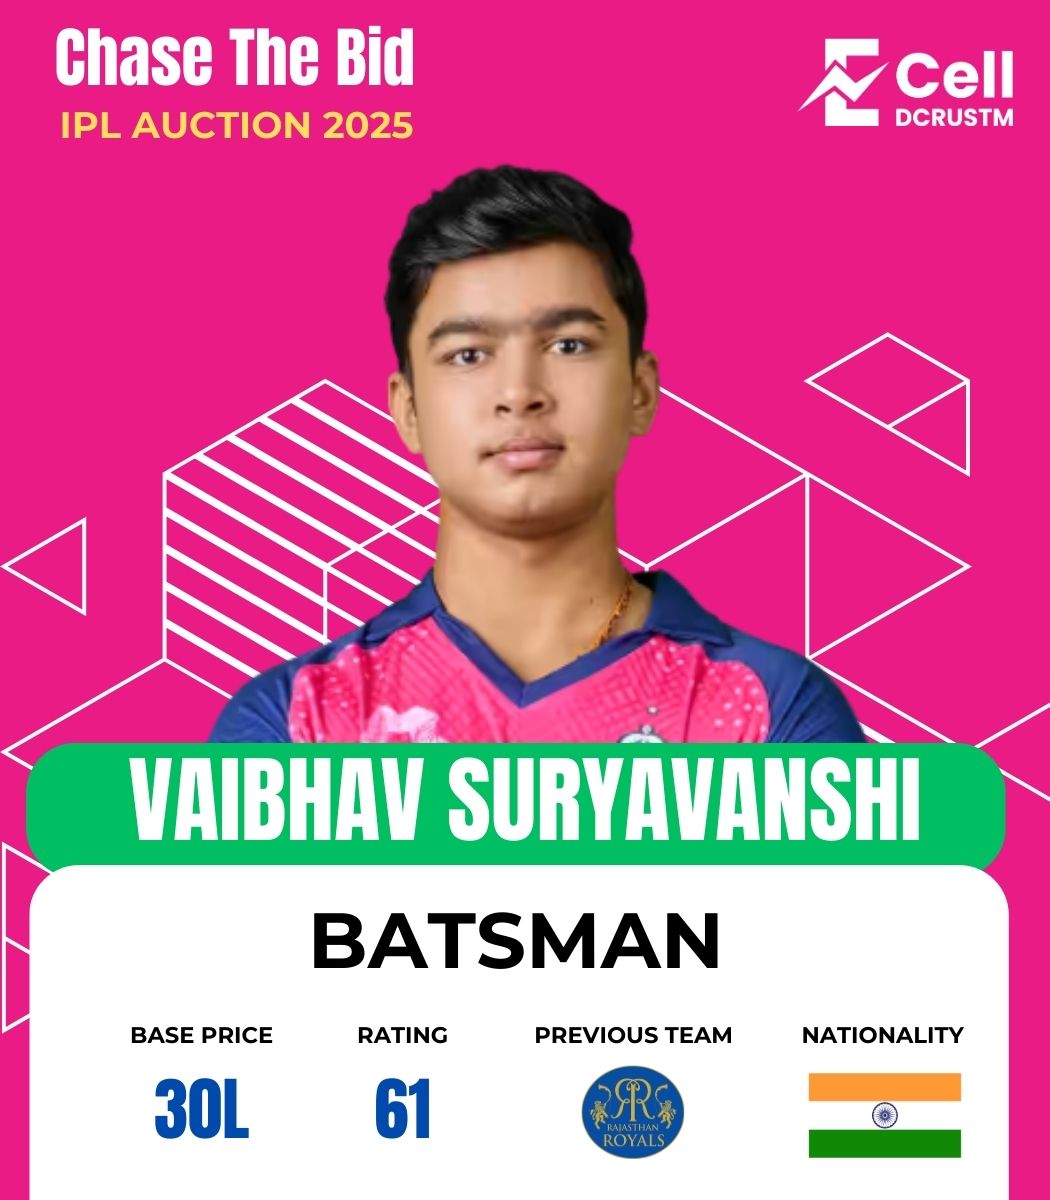 Chase The Bid
IPL AUCTION 2025
Cell
DCRUSTM
VAIBHAV SURYAVANSHI
BATSMAN
BASE PRICE RATING PREVIOUS TEAM NATIONALITY
30L 61
RR
RAJASTHAN
ROYALS